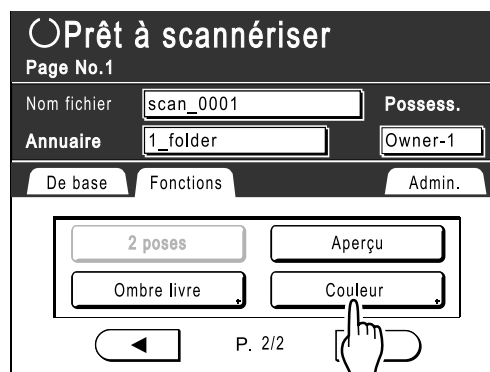 Prêt à scannériser
Page No.1
Nom fichier scan_0001 Possess.
Annuaire 1_folder Owner-1
De base Fonctions Admin.
2 poses Aperçu
Ombre livre Couleur
P. 2/2